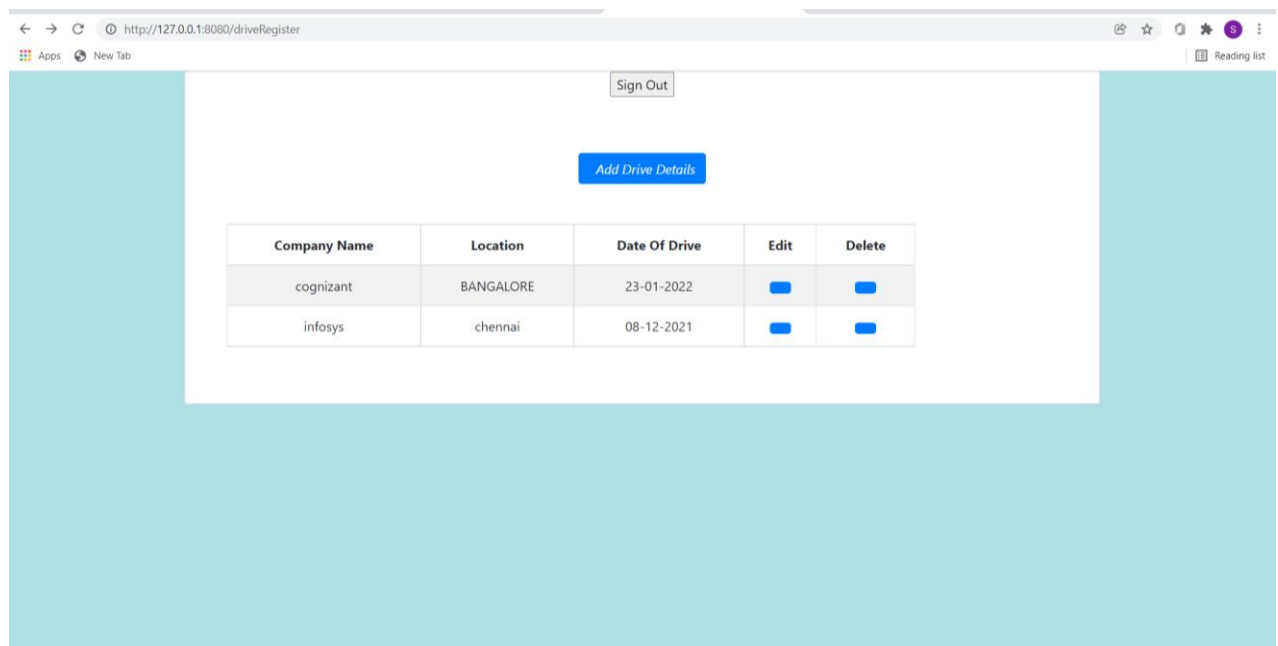 http://127.0.0.1:8080/driveRegister
S
Apps New Tab Reading list
Sign Out
Add Drive Details
Company Name Location Date Of Drive Edit Delete
cognizant BANGALORE 23-01-2022
infosys chennai 08-12-2021